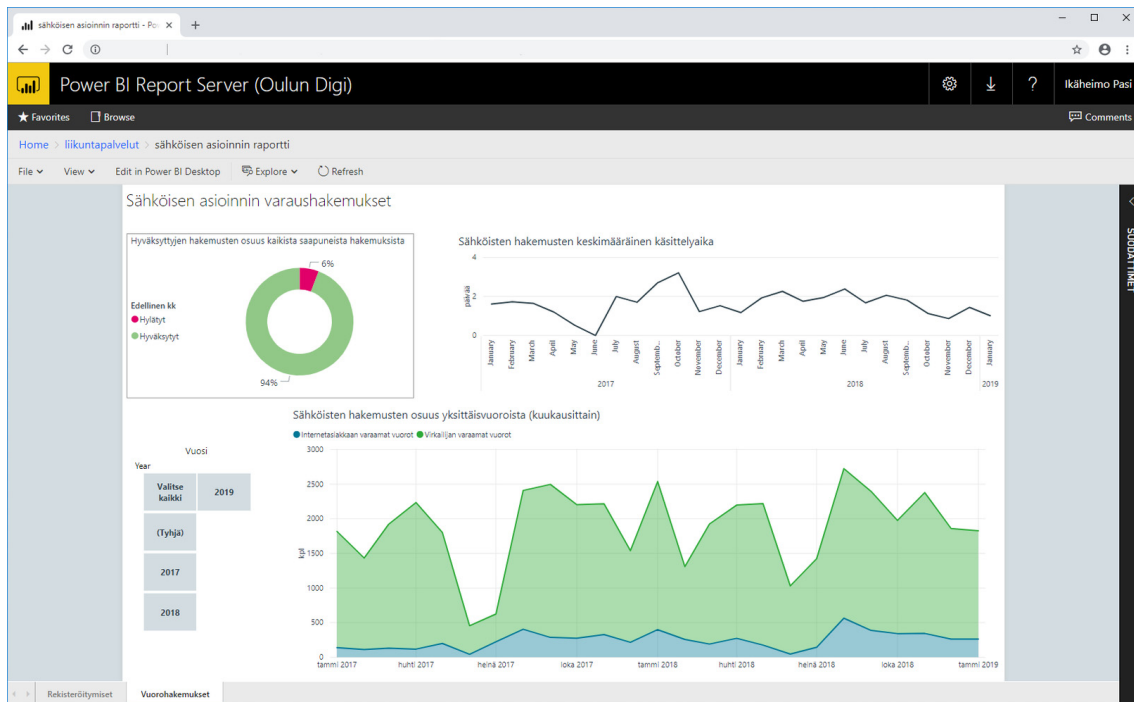 sähköisen asioinnin raportti - Po
Power BI Report Server (Oulun Digi)
?
Ikäheimo Pasi
Favorites
Browse
Comments
Home > liikuntapalvelut > sähköisen asioinnin raportti
File
View
Edit in Power BI Desktop
Explore
Refresh
SUODATTIMET
Sähköisen asioinnin varaushakemukset
Hyväksyttyjen hakemusten osuus kaikista saapuneista hakemuksista
Edellinen kk
Hylätyt
Hyväksytyt
6%
94%
Sähköisten hakemusten keskimääräinen käsittelyaika
päivää
4
2
0
January
February
March
April
May
June
July
August
Septemb...
October
November
December
January
February
March
April
May
June
July
August
Septemb...
October
November
December
January
2017
2018
2019
Sähköisten hakemusten osuus yksittäisvuoroista (kuukausittain)
Internetasiakkaan varaamat vuorot
Virkailijan varaamat vuorot
Vuosi
Year
Valitse
kaikki
2019
(Tyhjä)
2017
2018
kpl
3000
2500
2000
1500
1000
500
0
tammi 2017
huhti 2017
heinä 2017
loka 2017
tammi 2018
huhti 2018
heinä 2018
loka 2018
tammi 2019
Rekisteröitymiset
Vuorohakemukset